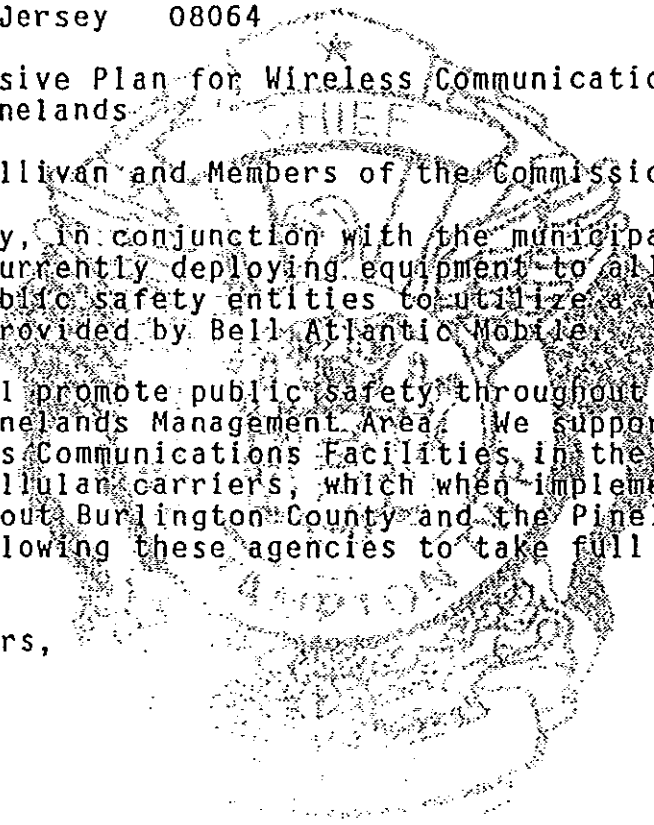 Jersey 08064
sive Plan for Wireless Communicatio
nelands
CHIEF
llivan and Members of the Commissio
y, in conjunction with the municipa
urrently deploying equipment to all
blic safety entities to utilize a w
rovided by Bell Atlantic Mobile.
l promote public safety throughout
nelands Management Area. We suppor
s Communications Facilities in the
llular carriers, which when impleme
out Burlington County and the Pinel
lowing these agencies to take full
AMPTON
rs,